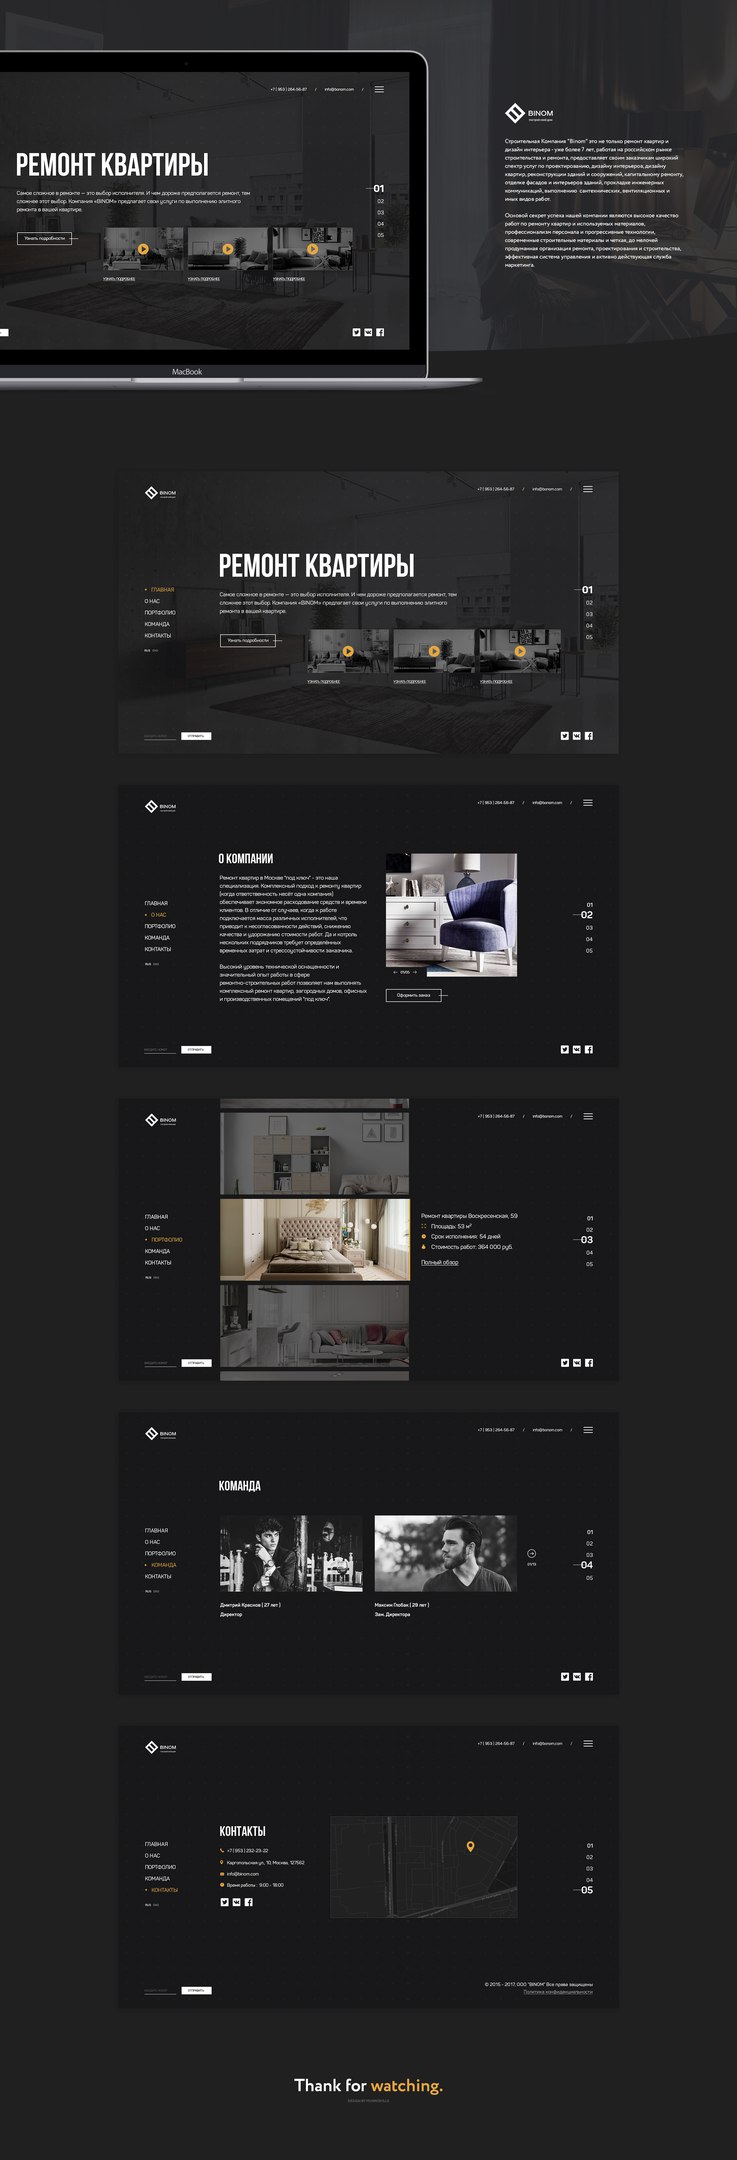 +7 ( 953 ) 264-56-87 / info@binom.com /
РЕМОНТ КВАРТИРЫ
Самое сложное в ремонте — это выбор исполнителя. И чем дороже предполагается ремонт, тем
сложнее этот выбор. Компания «BINOM» предлагает свои услуги по выполнению элитного
ремонта в вашей квартире.
Узнать подробности
УЗНАТЬ ПОДРОБНЕЕ УЗНАТЬ ПОДРОБНЕЕ УЗНАТЬ ПОДРОБНЕЕ
01
02
03
04
05
MacBook
BINOM
Строительная Компания "Binom" это не только ремонт квартир и
дизайн интерьера - уже более 7 лет, работая на российском рынке
строительства и ремонта, предоставляет своим заказчикам широкий
спектр услуг по проектированию, дизайну интерьеров, дизайну
квартир, реконструкции зданий и сооружений, капитальному ремонту,
отделке фасадов и интерьеров зданий, прокладке инженерных
коммуникаций, выполнению сантехнических, вентиляционных и
иных видов работ.
Основой секрет успеха нашей компании являются высокое качество
работ по ремонту квартир и используемых материалов,
профессионализм персонала и прогрессивные технологии,
современные строительные материалы и четкая, до мелочей
продуманная организация ремонта, проектирования и строительства,
эффективная система управления и активно действующая служба
маркетинга.
BINOM
+7 ( 953 ) 264-56-87 / info@binom.com /
РЕМОНТ КВАРТИРЫ
Самое сложное в ремонте — это выбор исполнителя. И чем дороже предполагается ремонт, тем
сложнее этот выбор. Компания «BINOM» предлагает свои услуги по выполнению элитного
ремонта в вашей квартире.
Узнать подробности
УЗНАТЬ ПОДРОБНЕЕ УЗНАТЬ ПОДРОБНЕЕ УЗНАТЬ ПОДРОБНЕЕ
ГЛАВНАЯ
О НАС
ПОРТФОЛИО
КОМАНДА
КОНТАКТЫ
RUS ENG
01
02
03
04
05
ОТПРАВИТЬ
BINOM
+7 ( 953 ) 264-56-87 / info@binom.com /
ГЛАВНАЯ
О НАС
ПОРТФОЛИО
КОМАНДА
КОНТАКТЫ
RUS ENG
О КОМПАНИИ
Ремонт квартир в Москве "под ключ" - это наша
специализация. Комплексный подход к ремонту квартир
(когда ответственность несёт одна компания)
обеспечивает экономное расходование средств и времени
клиентов. В отличие от случаев, когда к работе
подключается масса различных исполнителей, что
приводит к несогласованности действий, снижению
качества и удорожанию стоимости работ. Да и котроль
нескольких подрядчиков требует определённых
временных затрат и стрессоустойчивости заказчика.
Высокий уровень технической оснащенности и
значительный опыт работы в сфере
ремонтно-строительных работ позволяет нам выполнять
комплексный ремонт квартир, загородных домов, офисных
и производственных помещений "под ключ".
01/05
Оформить заказ
01
02
03
04
05
ОТПРАВИТЬ
BINOM
+7 ( 953 ) 264-56-87 / info@binom.com /
ГЛАВНАЯ
О НАС
ПОРТФОЛИО
КОМАНДА
КОНТАКТЫ
RUS ENG
Ремонт квартиры Воскресенская, 59
Площадь: 53 м²
Срок исполнения: 54 дней
Стоимость работ: 364 000 руб.
Полный обзор
01
02
03
04
05
ОТПРАВИТЬ
BINOM
+7 ( 953 ) 264-56-87 / info@binom.com /
КОМАНДА
ГЛАВНАЯ
О НАС
ПОРТФОЛИО
КОМАНДА
КОНТАКТЫ
RUS ENG
Дмитрий Краснов ( 27 лет )
Директор
Максим Глобак ( 29 лет )
Зам. Директора
01
02
03
04
05
ОТПРАВИТЬ
BINOM
+7 ( 953 ) 264-56-87 / info@binom.com /
ГЛАВНАЯ
О НАС
ПОРТФОЛИО
КОМАНДА
КОНТАКТЫ
RUS ENG
КОНТАКТЫ
+7 ( 953 ) 232-23-22
Каргопольская ул., 10, Москва, 127562
info@binom.com
Время работы : 9:00 - 18:00
01
02
03
04
05
ОТПРАВИТЬ
© 2015 - 2017, ООО "BINOM" Все права защищены
Политика конфиденциальности
Thank for watching.